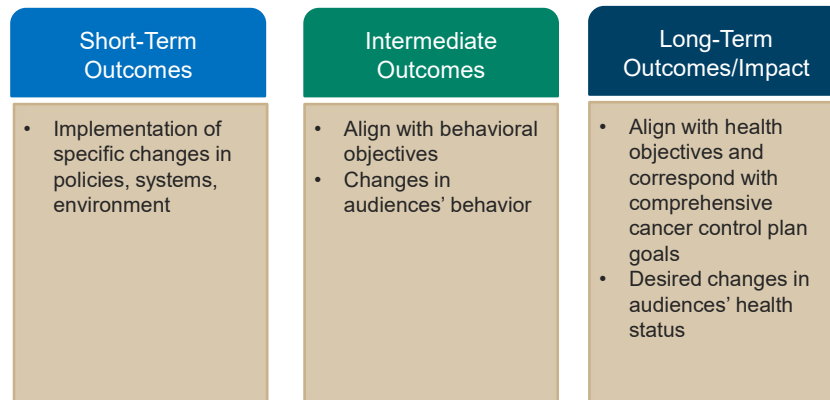 Short-Term
Outcomes
• Implementation of
specific changes in
policies, systems,
environment
Intermediate
Outcomes
• Align with behavioral
objectives
• Changes in
audiences’ behavior
Long-Term
Outcomes/Impact
• Align with health
objectives and
correspond with
comprehensive
cancer control plan
goals
• Desired changes in
audiences’ health
status